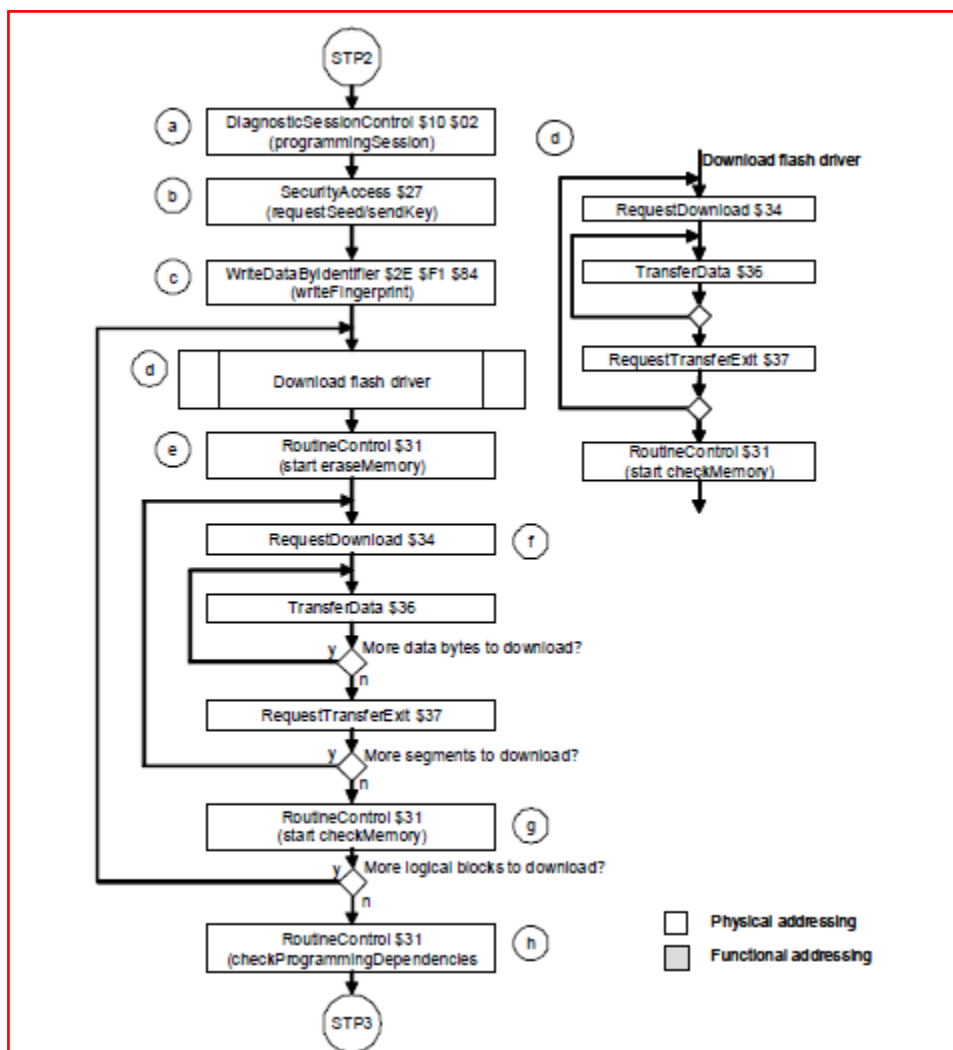 STP2
a
DiagnosticSessionControl $10 $02
(programmingSession)
b
SecurityAccess $27
(requestSeed/sendKey)
c
WriteDataByIdentifier $2E $F1 $84
(writeFingerprint)
d
Download flash driver
e
RoutineControl $31
(start eraseMemory)
RequestDownload $34
f
TransferData $36
y
More data bytes to download?
n
RequestTransferExit $37
y
More segments to download?
n
RoutineControl $31
(start checkMemory)
g
y
More logical blocks to download?
n
RoutineControl $31
(checkProgrammingDependencies
h
STP3
d
Download flash driver
RequestDownload $34
TransferData $36
RequestTransferExit $37
RoutineControl $31
(start checkMemory)
Physical addressing
Functional addressing